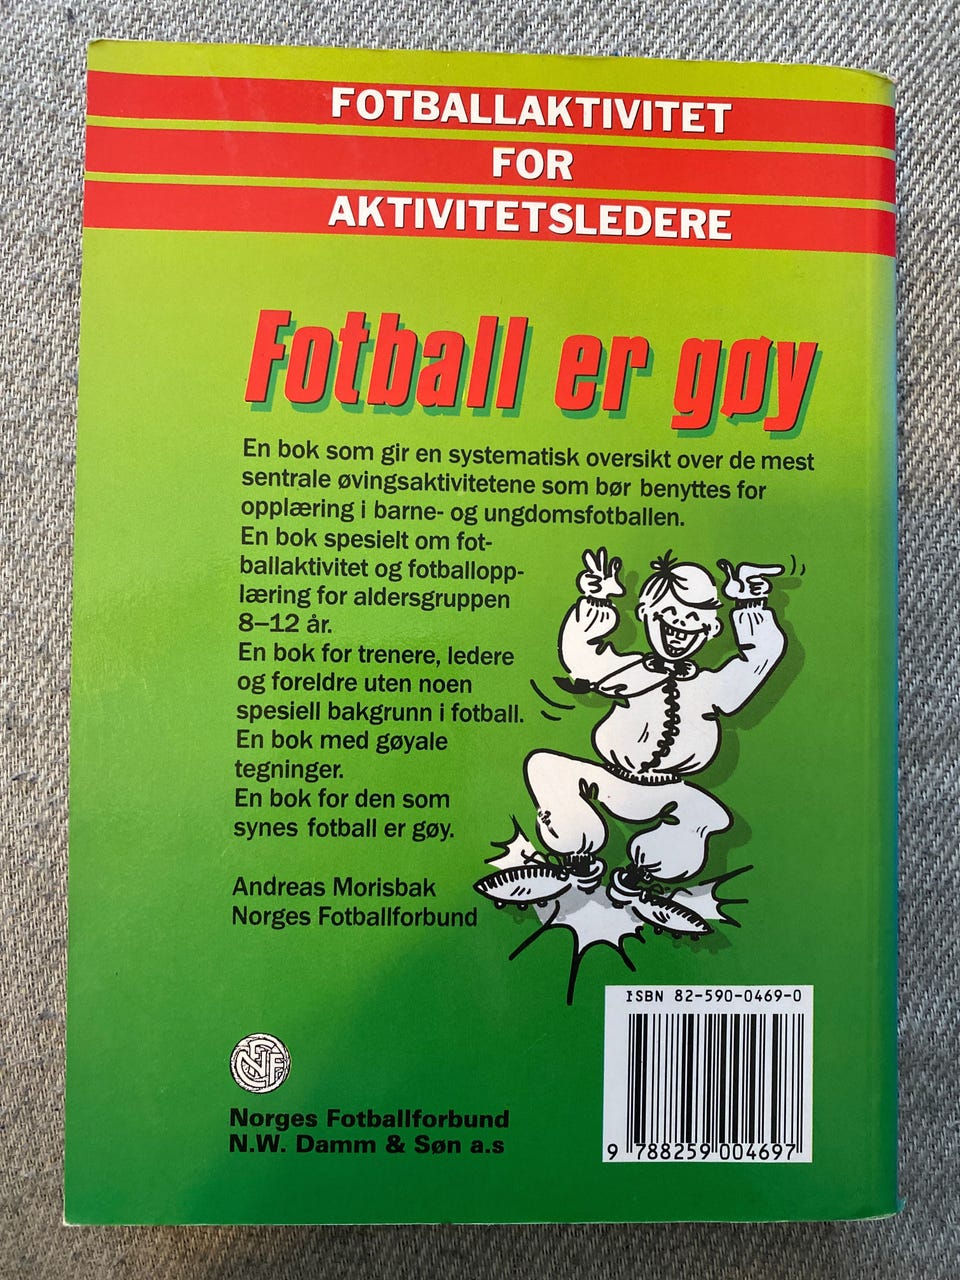 FOTBALLAKTIVITET
FOR
AKTIVITETSLEDERE
Fotball er gøy
En bok som gir en systematisk oversikt over de mest
sentrale øvingsaktivitetene som bør benyttes for
opplæring i barne- og ungdomsfotballen.
En bok spesielt om fot-
ballaktivitet og fotballopp-
læring for aldersgruppen
8–12 år.
En bok for trenere, ledere
og foreldre uten noen
spesiell bakgrunn i fotball.
En bok med gøyale
tegninger.
En bok for den som
synes fotball er gøy.
Andreas Morisbak
Norges Fotballforbund
ISBN 82-590-0469-0
9 788259 004697
NFF
Norges Fotballforbund
N.W. Damm & Søn a.s